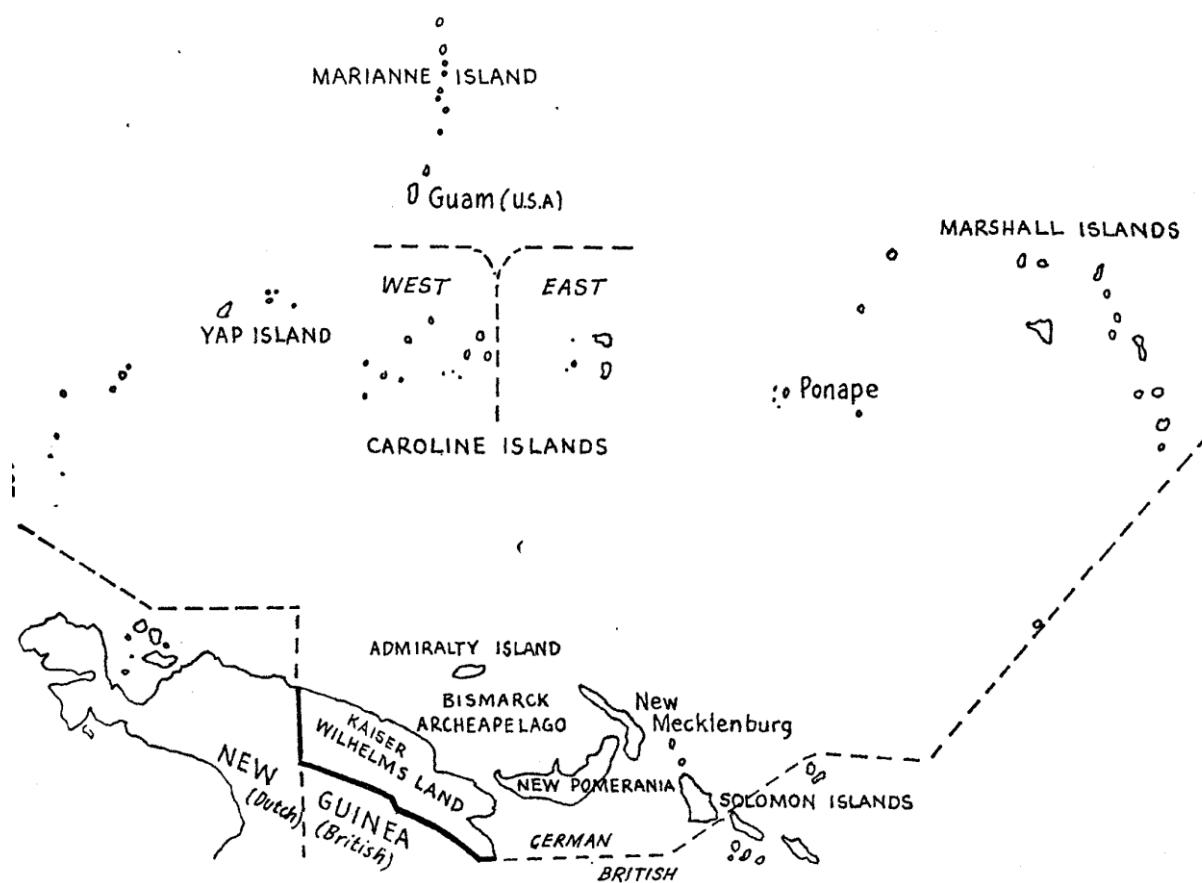 MARIANNE ISLAND
Guam (U.S.A)
MARSHALL ISLANDS
WEST
EAST
YAP ISLAND
Ponape
CAROLINE ISLANDS
ADMIRALTY ISLAND
BISMARCK
ARCHEAPELAGO
New
Mecklenburg
KAISER
WILHELMS LAND
NEW POMERANIA
SOLOMON ISLANDS
NEW
(Dutch)
GUINEA
(British)
GERMAN
BRITISH